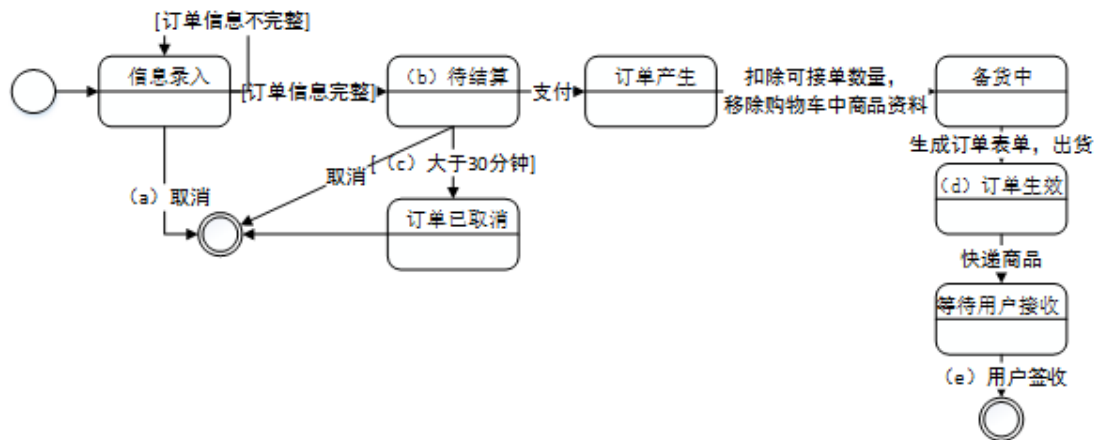 [订单信息不完整]
信息录入
[订单信息完整]
（b）待结算
支付
订单产生
扣除可接单数量，
移除购物车中商品资料
备货中
生成订单表单，出货
（a）取消
取消
[（c）大于30分钟]
订单已取消
（d）订单生效
快递商品
等待用户接收
（e）用户签收